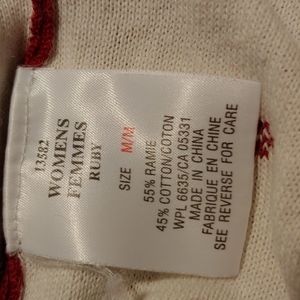 13582
WOMENS
FEMMES
RUBY
SIZE M/M
55% RAMIE
45% COTTON/COTON
WPL 6635/CA 05331
MADE IN CHINA
FABRIQUE EN CHINE
SEE REVERSE FOR CARE